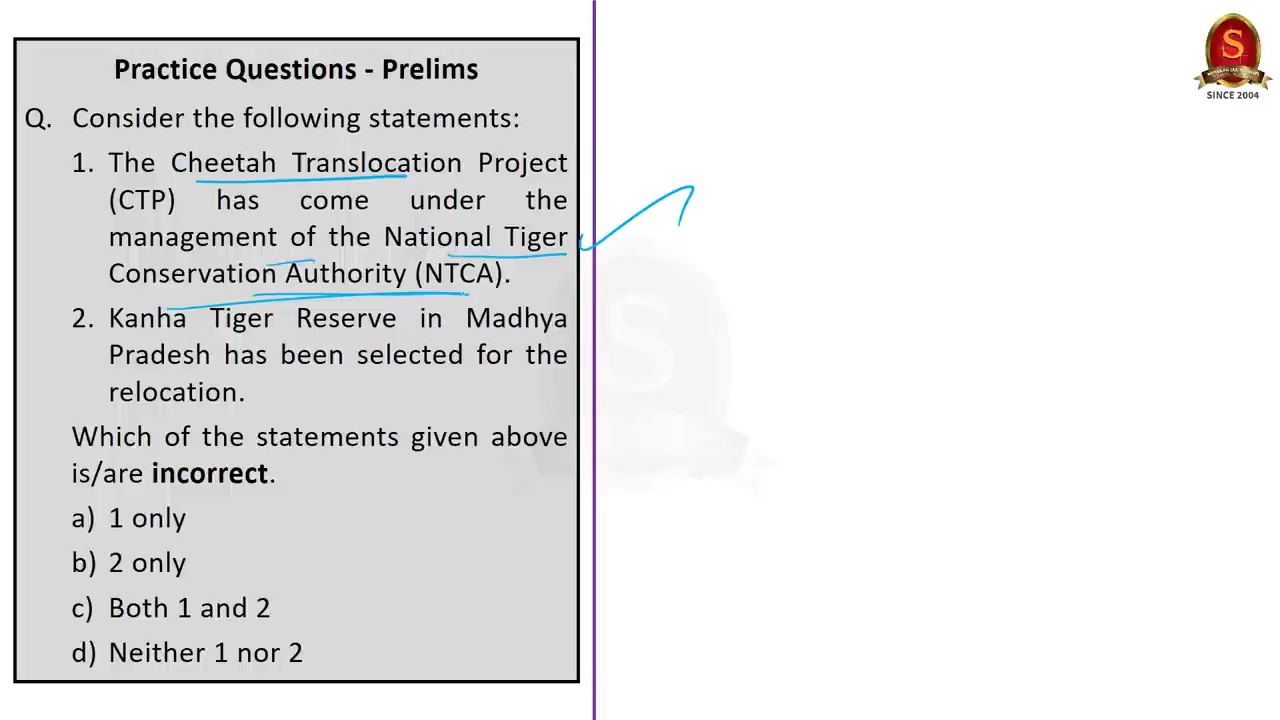 Practice Questions - Prelims
Q. Consider the following statements:
1. The Cheetah Translocation Project
(CTP) has come under the
management of the National Tiger
Conservation Authority (NTCA).
2. Kanha Tiger Reserve in Madhya
Pradesh has been selected for the
relocation.
Which of the statements given above
is/are incorrect.
a) 1 only
b) 2 only
c) Both 1 and 2
d) Neither 1 nor 2
S
SINCE 2004